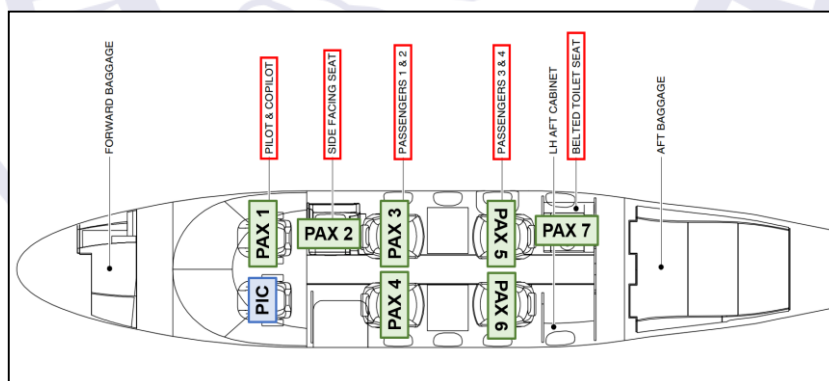 FORWARD BAGGAGE
PILOT & COPILOT
SIDE FACING SEAT
PASSENGERS 1 & 2
PASSENGERS 3 & 4
LH AFT CABINET
BELTED TOILET SEAT
AFT BAGGAGE
PAX 1
PAX 2
PAX 3
PAX 5
PAX 7
PIC
PAX 4
PAX 6